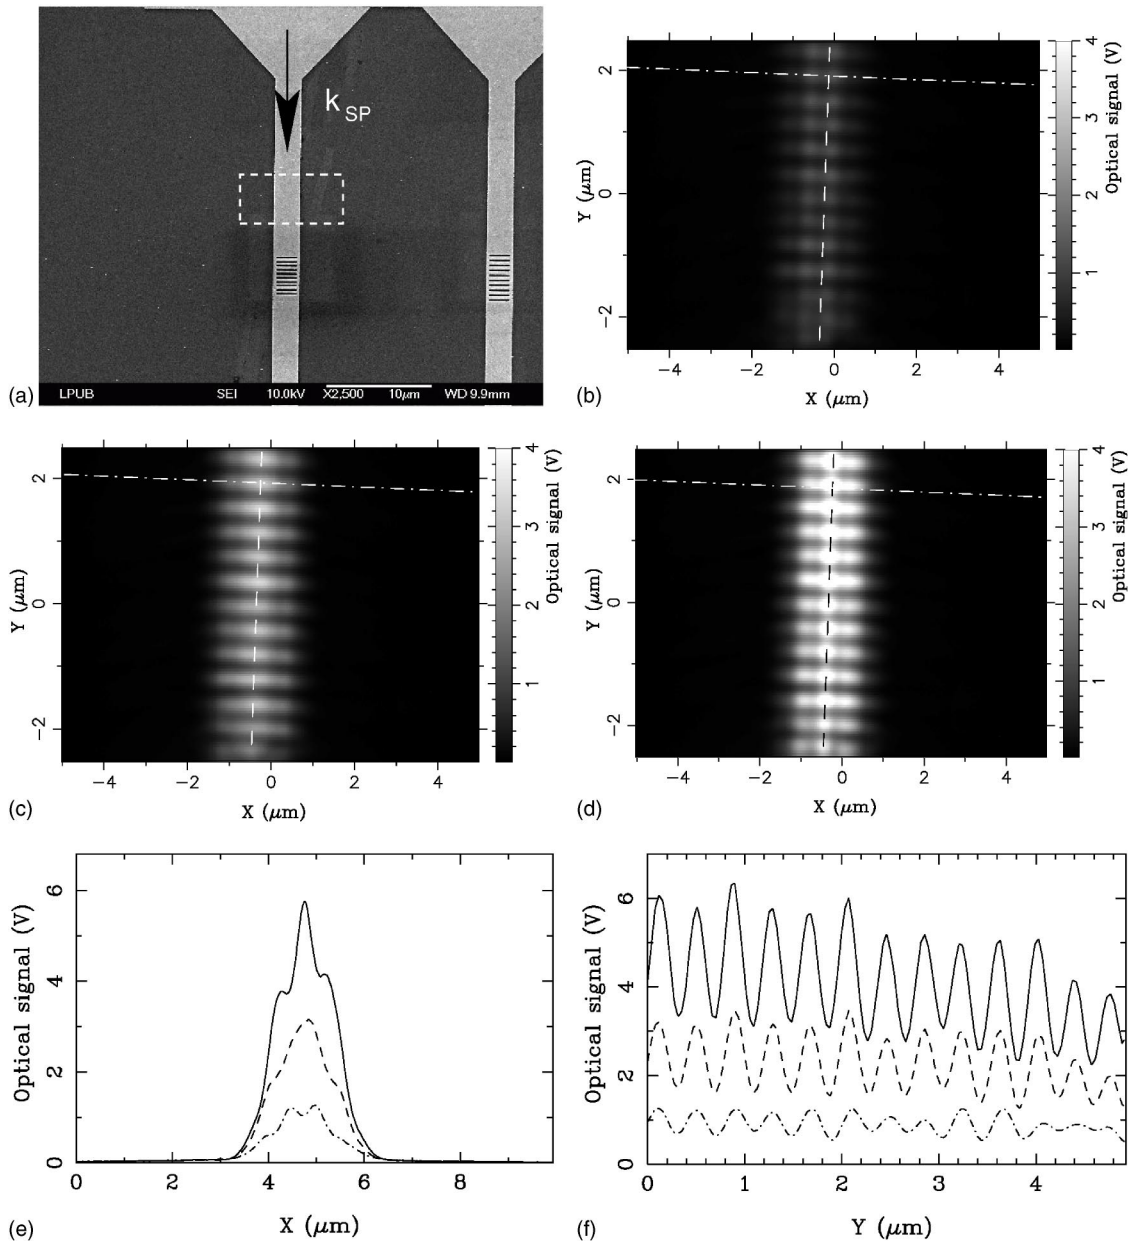 k SP
(a)
LPUB SEI 10.0kV X2,500 10μm WD 9.9mm
2
0
-2
Y (μm)
-4 -2 0 2 4
X (μm)
1 2 3 4
Optical signal (V)
(b)
2
0
-2
Y (μm)
-4 -2 0 2 4
X (μm)
1 2 3 4
Optical signal (V)
(c)
2
0
-2
Y (μm)
-4 -2 0 2 4
X (μm)
1 2 3 4
Optical signal (V)
(d)
6
4
2
0
Optical signal (V)
0 2 4 6 8
X (μm)
(e)
6
4
2
0
Optical signal (V)
0 1 2 3 4
Y (μm)
(f)